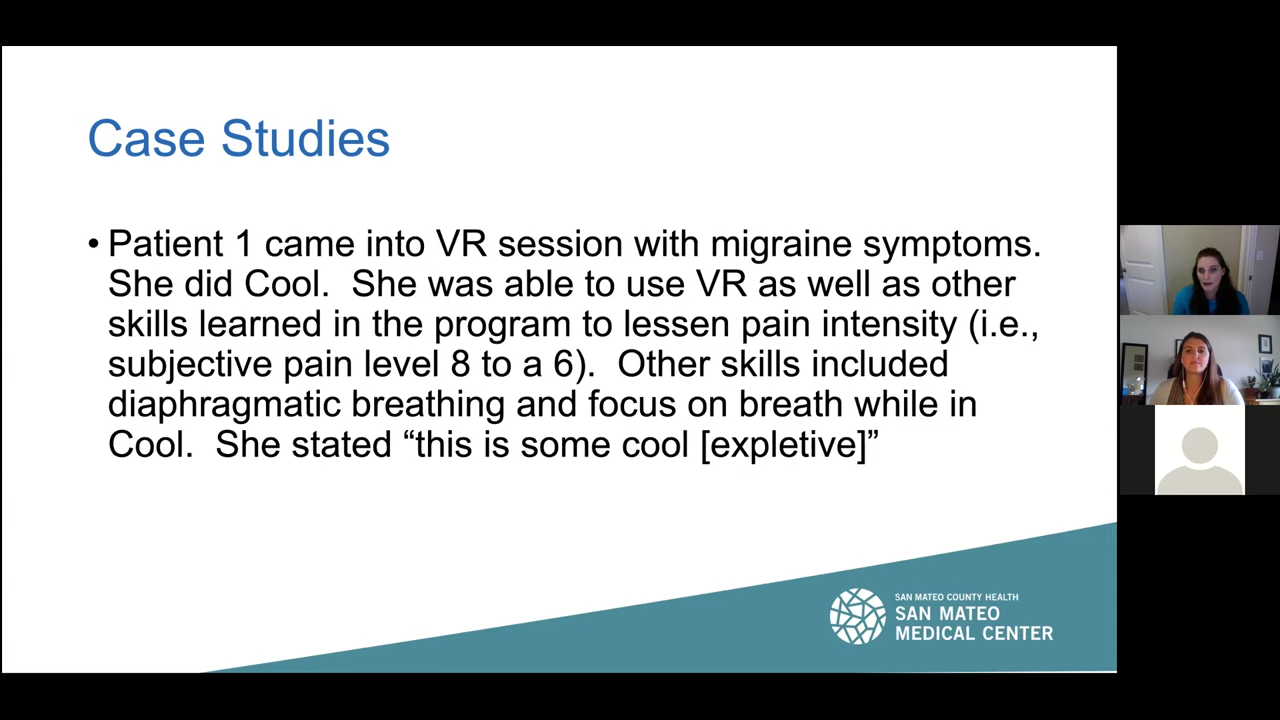 Case Studies
• Patient 1 came into VR session with migraine symptoms.
She did Cool.  She was able to use VR as well as other
skills learned in the program to lessen pain intensity (i.e.,
subjective pain level 8 to a 6).  Other skills included
diaphragmatic breathing and focus on breath while in
Cool.  She stated “this is some cool [expletive]”
SAN MATEO COUNTY HEALTH
SAN MATEO
MEDICAL CENTER